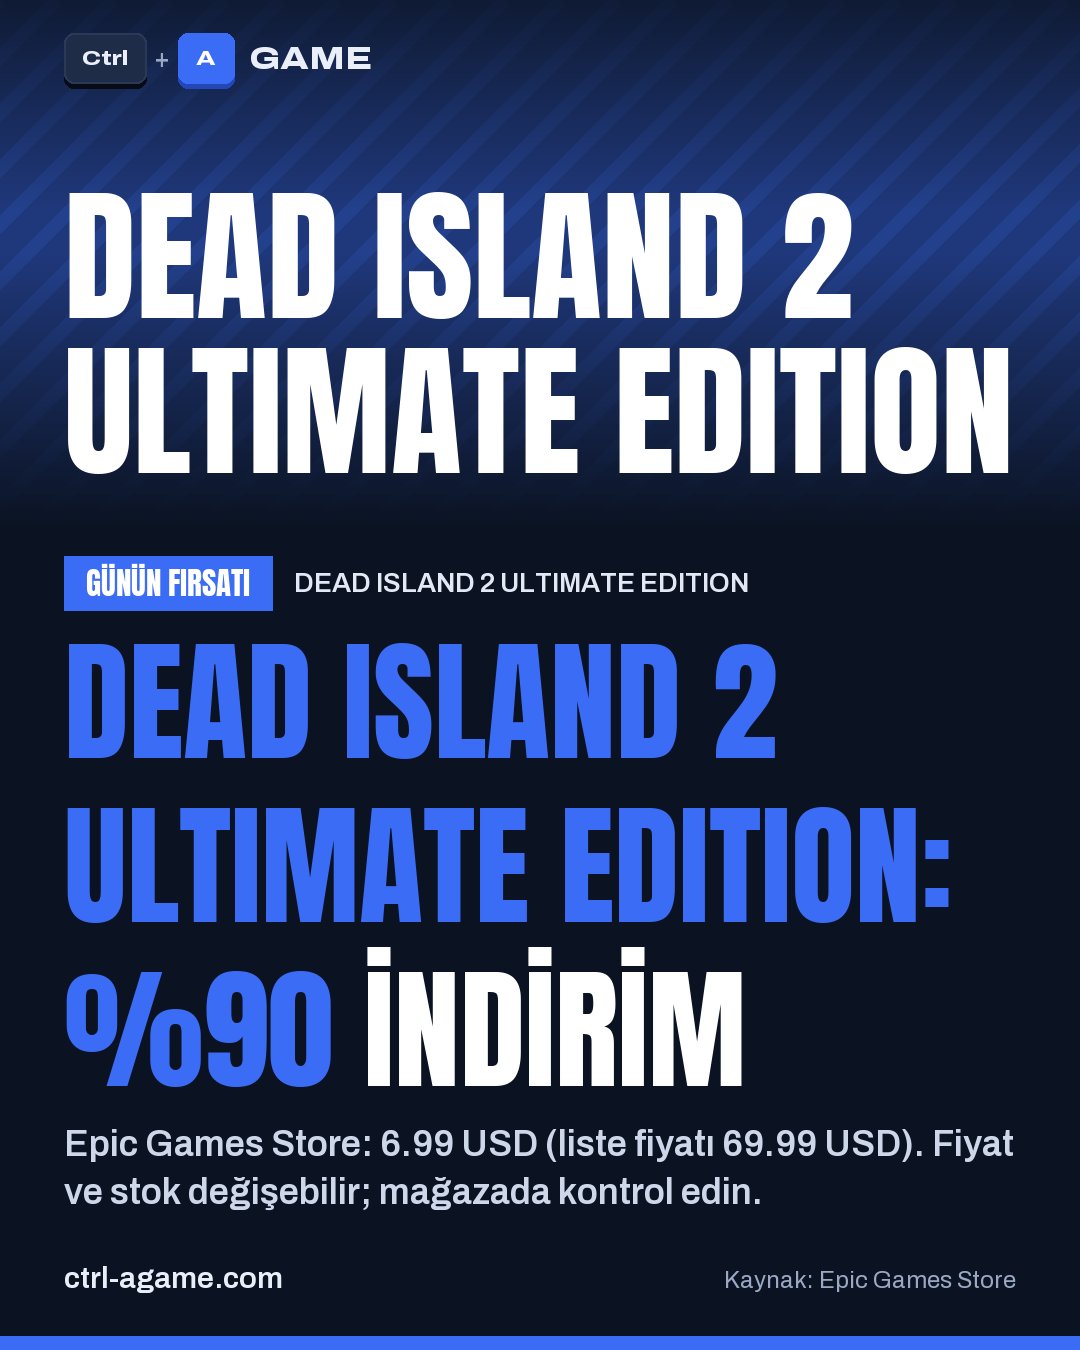 Ctrl + A GAME
DEAD ISLAND 2
ULTIMATE EDITION
GÜNÜN FIRSATI DEAD ISLAND 2 ULTIMATE EDITION
DEAD ISLAND 2
ULTIMATE EDITION:
%90 İNDİRİM
Epic Games Store: 6.99 USD (liste fiyatı 69.99 USD). Fiyat
ve stok değişebilir; mağazada kontrol edin.
ctrl-agame.com Kaynak: Epic Games Store